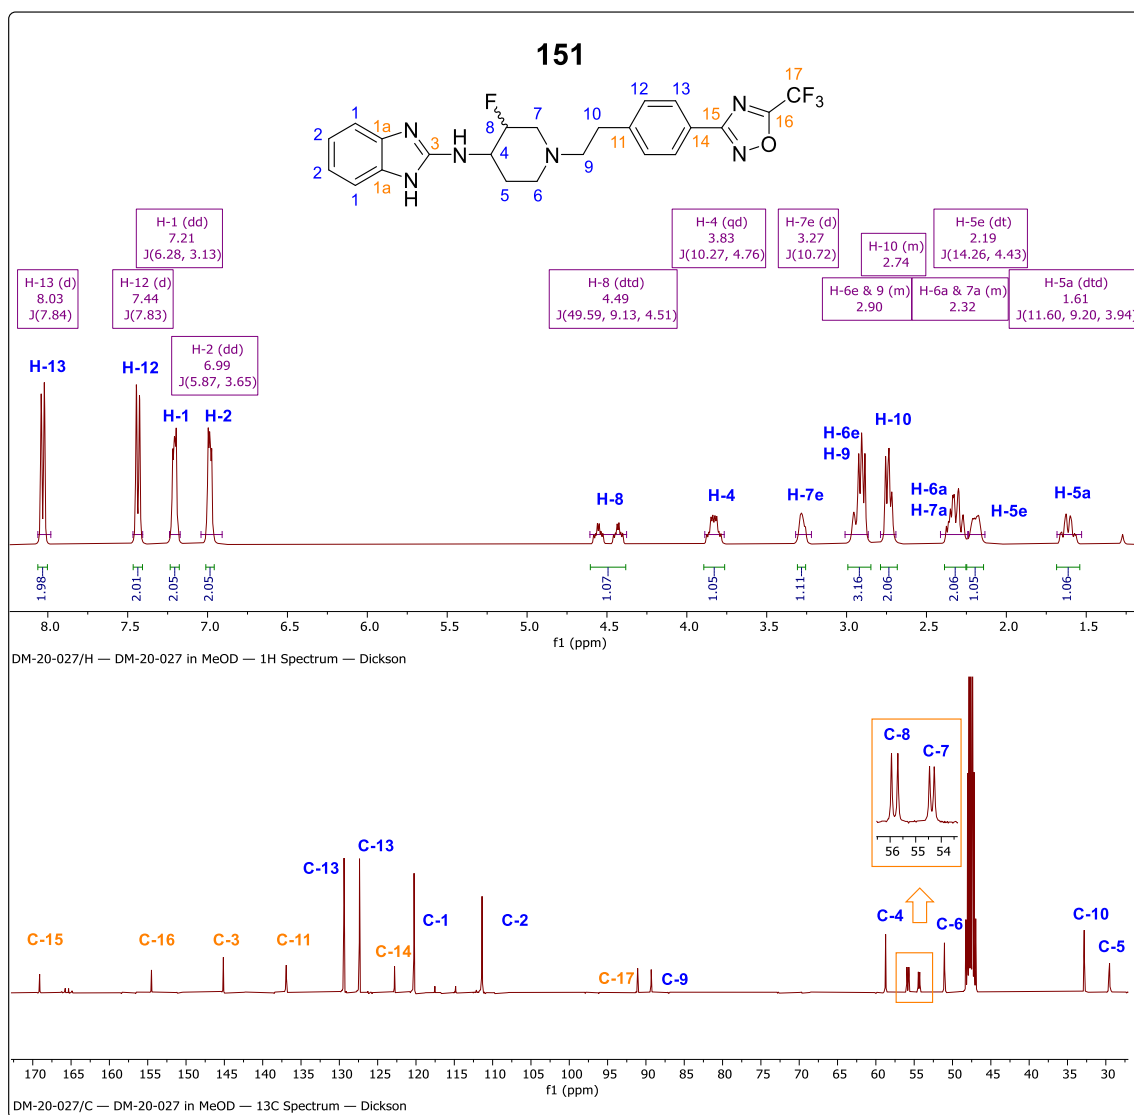 151
17
12
13
10
CF3
F
7
N
15
1
1a
8
16
N
2
3
11
14
N
O
HN
4
N
9
2
N
H
1a
5
6
1
H-1 (dd)
7.21
J(6.28, 3.13)
H-4 (qd)
3.83
J(10.27, 4.76)
H-7e (d)
3.27
J(10.72)
H-5e (dt)
2.19
J(14.26, 4.43)
H-10 (m)
2.74
H-13 (d)
8.03
J(7.84)
H-12 (d)
7.44
J(7.83)
H-8 (dtd)
4.49
J(49.59, 9.13, 4.51)
H-6e & 9 (m)
2.90
H-6a & 7a (m)
2.32
H-5a (dtd)
1.61
J(11.60, 9.20, 3.94)
H-2 (dd)
6.99
J(5.87, 3.65)
H-13
H-12
H-1
H-2
H-8
H-4
H-7e
H-6e
H-9
H-10
H-6a
H-7a
H-5e
H-5a
1.98
2.01
2.05
2.05
1.07
1.05
1.11
3.16
2.06
2.06
1.05
1.06
8.0 7.5 7.0 6.5 6.0 5.5 5.0 4.5 4.0 3.5 3.0 2.5 2.0 1.5
f1 (ppm)
DM-20-027/H — DM-20-027 in MeOD — 1H Spectrum — Dickson
C-8
C-7
56 55 54
C-13
C-13
C-1
C-2
C-4
C-6
C-10
C-5
C-15
C-16
C-3
C-11
C-14
C-17
C-9
170 165 160 155 150 145 140 135 130 125 120 115 110 105 100 95 90 85 80 75 70 65 60 55 50 45 40 35 30
f1 (ppm)
DM-20-027/C — DM-20-027 in MeOD — 13C Spectrum — Dickson